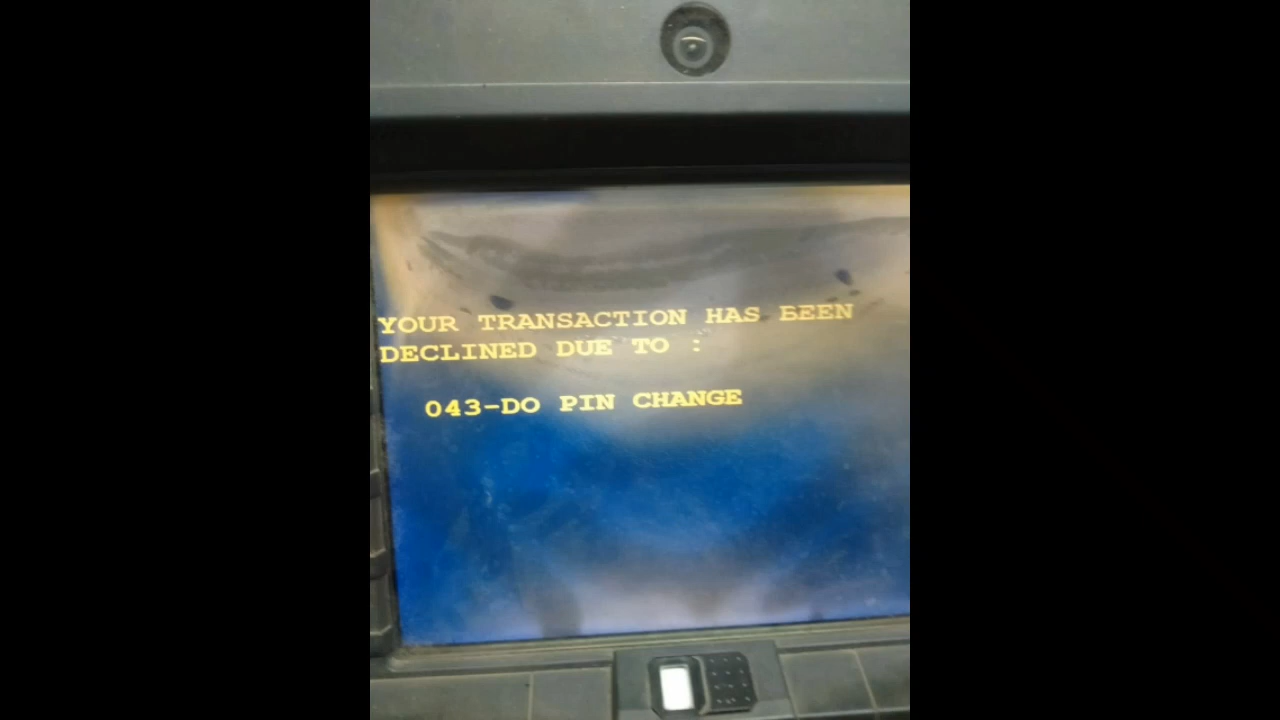 YOUR TRANSACTION HAS BEEN
DECLINED DUE TO :
043-DO PIN CHANGE